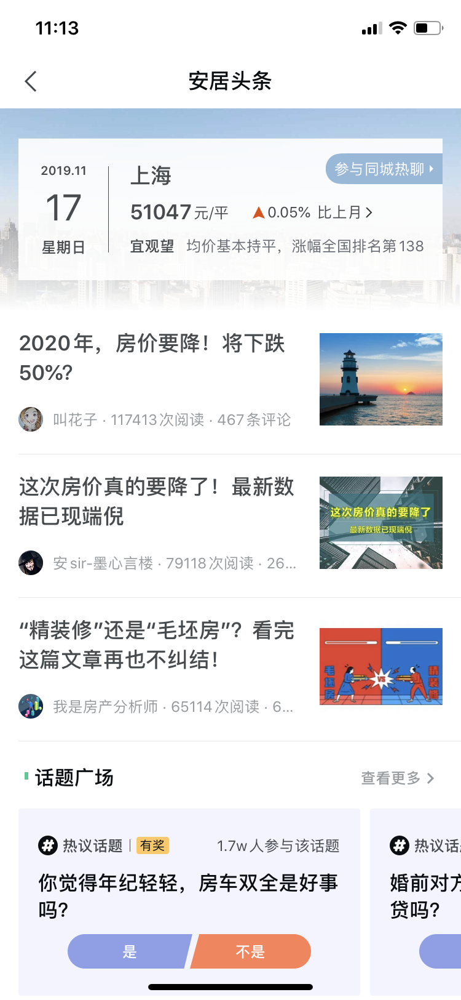 11:13
安居头条
2019.11
17
星期日
上海
参与同城热聊
51047元/平
0.05% 比上月
宜观望 均价基本持平，涨幅全国排名第138
2020年，房价要降！将下跌
50%?
叫花子 · 117413次阅读 · 467条评论
这次房价真的要降了！最新数
据已现端倪
安sir-墨心言楼 · 79118次阅读 · 26...
这次房价真的要降了
最新数据已现端倪
“精装修”还是“毛坯房”？看完
这篇文章再也不纠结！
我是房产分析师 · 65114次阅读 · 6...
毛坯房
VS
精装修
话题广场
查看更多
# 热议话题 有奖
1.7w人参与该话题
你觉得年纪轻轻，房车双全是好事
吗?
是
不是
# 热议话
婚前对方
贷吗?